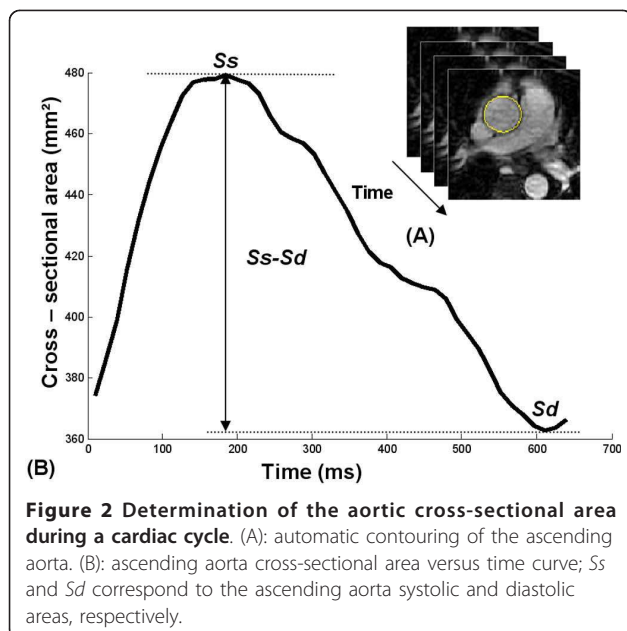 Ss
480
460
440
420
400
380
360
Cross – sectional area (mm²)
Time
(A)
Ss-Sd
Sd
0
100
200
300
400
500
600
700
(B)
Time (ms)
Figure 2 Determination of the aortic cross-sectional area
during a cardiac cycle. (A): automatic contouring of the ascending
aorta. (B): ascending aorta cross-sectional area versus time curve; Ss
and Sd correspond to the ascending aorta systolic and diastolic
areas, respectively.